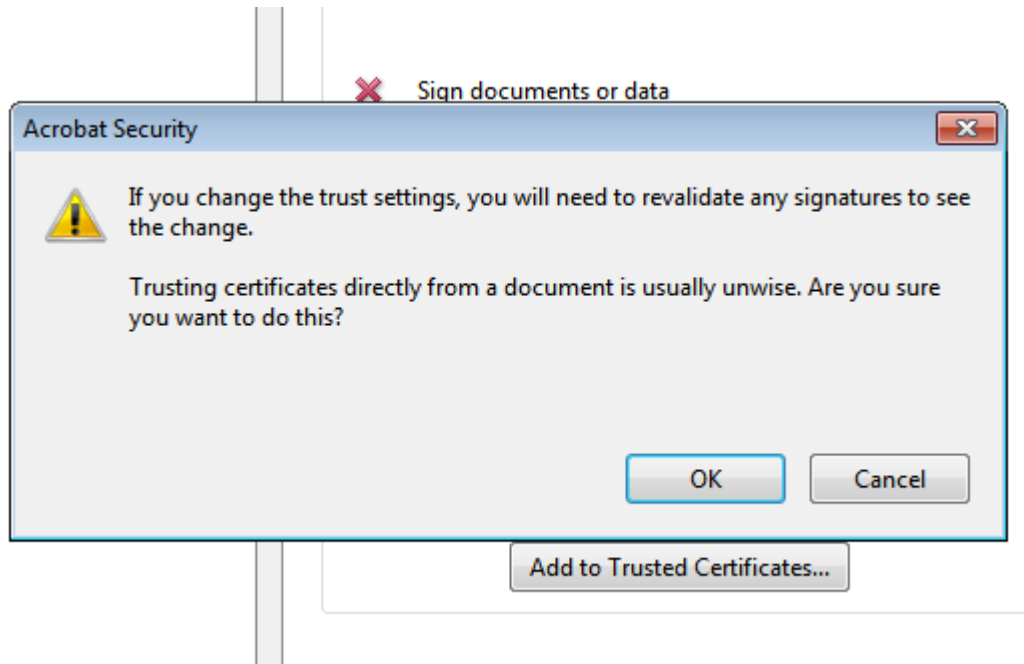 Sign documents or data
Acrobat Security
If you change the trust settings, you will need to revalidate any signatures to see
the change.
Trusting certificates directly from a document is usually unwise. Are you sure
you want to do this?
OK
Cancel
Add to Trusted Certificates...